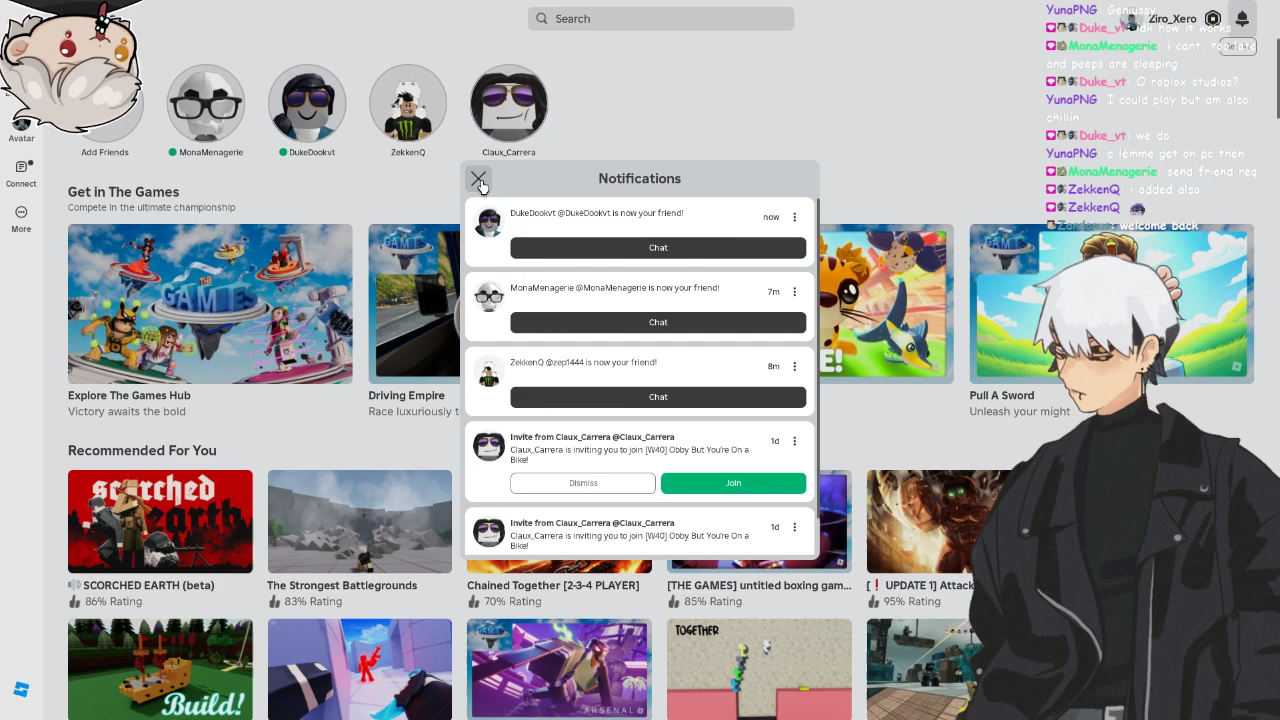 Search
Ziro_Xero
YunaPNG Geniussy
Duke_vt idk how it works
MonaMenagerie i cant, too late
and peeps are sleeping
Duke_vt O roblox studios?
YunaPNG I could play but am also
chillin
Duke_vt we do
YunaPNG o lemme get on pc then
MonaMenagerie send friend req
ZekkenQ i added also
ZekkenQ
welcome back
Avatar
Connect
More
Add Friends
MonaMenagerie
DukeDookvt
ZekkenQ
Claux_Carrera
Get in The Games
Compete in the ultimate championship
THE GAMES
GAME
GAME
E!
Explore The Games Hub
Victory awaits the bold
Driving Empire
Race luxuriously t
Pull A Sword
Unleash your might
Notifications
DukeDookvt @DukeDookvt is now your friend!
now
Chat
MonaMenagerie @MonaMenagerie is now your friend!
7m
Chat
ZekkenQ @zep1444 is now your friend!
8m
Chat
Invite from Claux_Carrera @Claux_Carrera
1d
Claux_Carrera is inviting you to join [W40] Obby But You're On a
Bike!
Dismiss
Join
Invite from Claux_Carrera @Claux_Carrera
1d
Claux_Carrera is inviting you to join [W40] Obby But You're On a
Bike!
Recommended For You
scorched
earth
SCORCHED EARTH (beta)
86% Rating
The Strongest Battlegrounds
83% Rating
Chained Together [2-3-4 PLAYER]
70% Rating
[THE GAMES] untitled boxing gam...
85% Rating
[❗ UPDATE 1] Attack
95% Rating
Build!
ARSENAL
TOGETHER